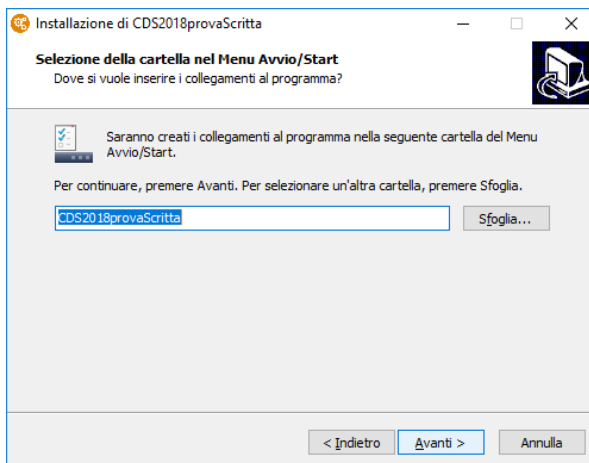 Installazione di CDS2018provaScritta
Selezione della cartella nel Menu Avvio/Start
Dove si vuole inserire i collegamenti al programma?
Saranno creati i collegamenti al programma nella seguente cartella del Menu
Avvio/Start.
Per continuare, premere Avanti. Per selezionare un'altra cartella, premere Sfoglia.
CDS2018provaScritta
Sfoglia...
< Indietro
Avanti >
Annulla